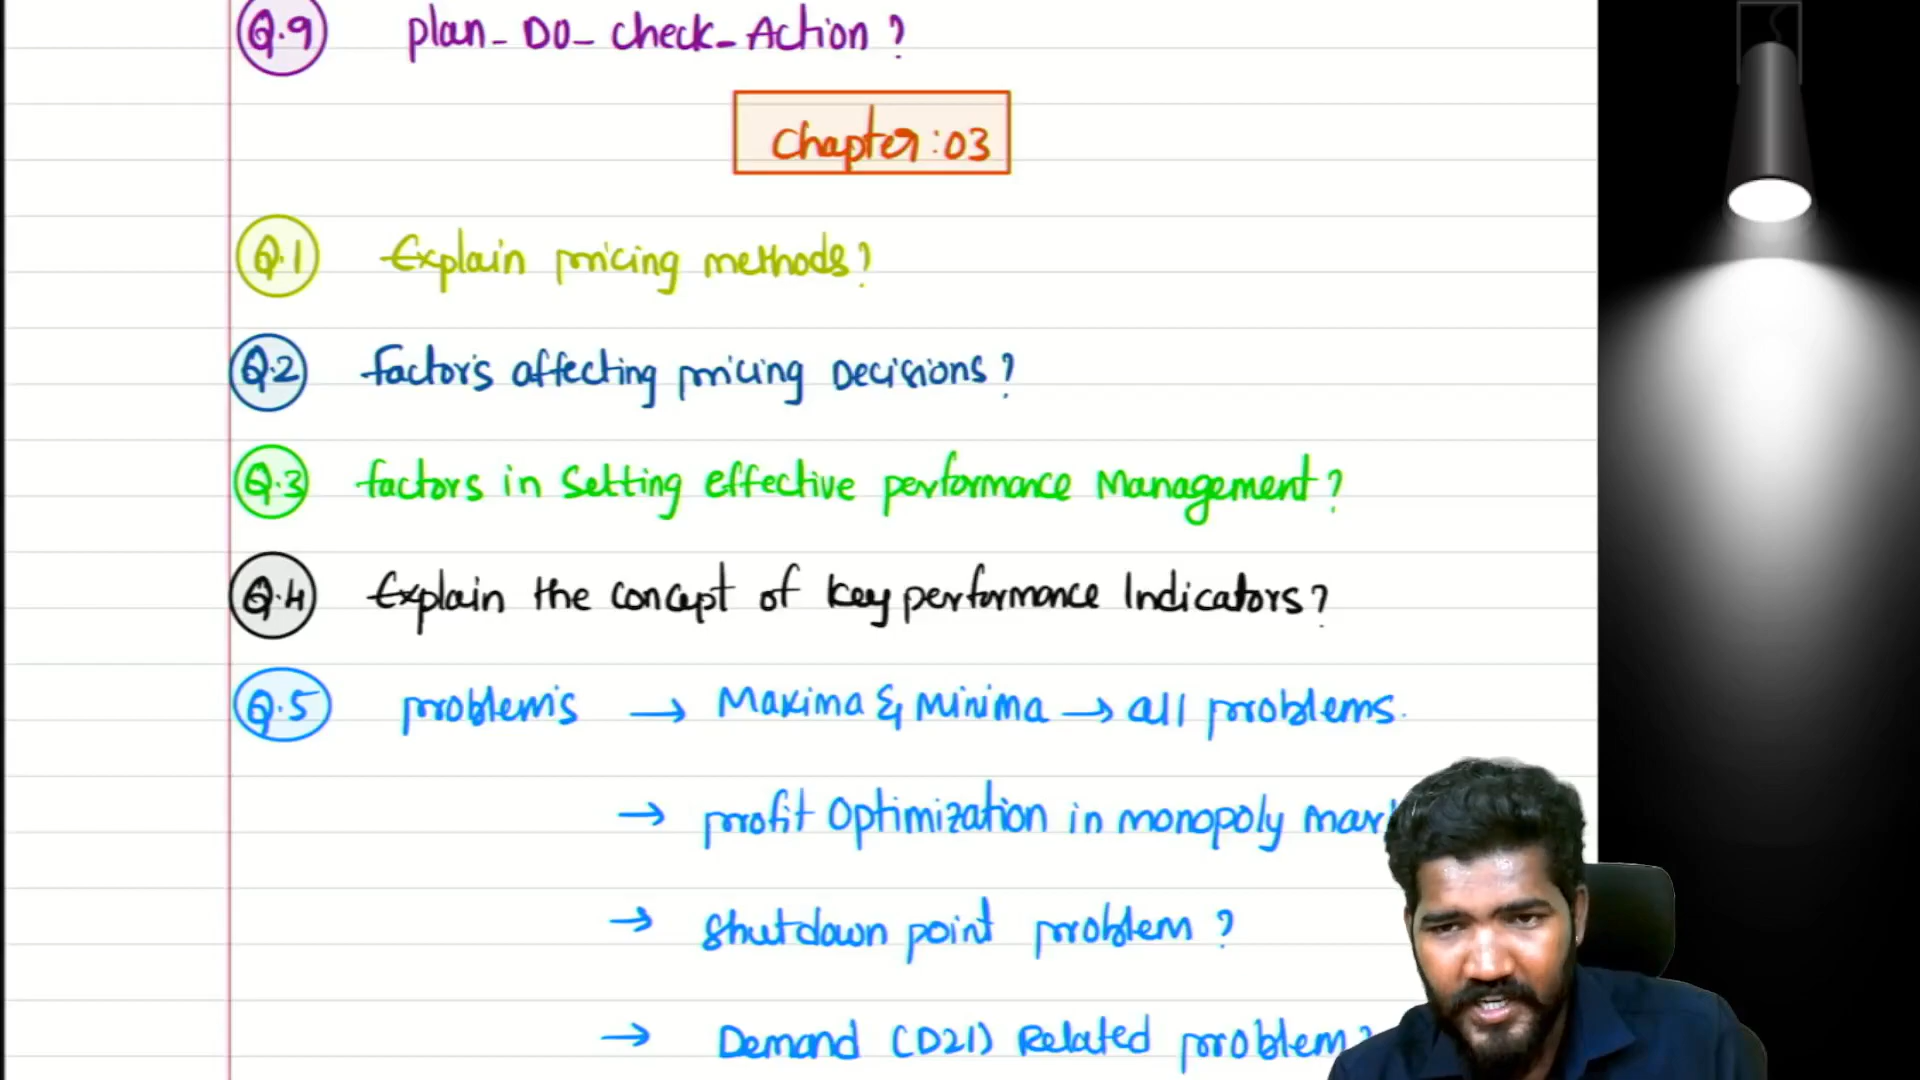 Q.9 plan-DO-check-Action?
Chapter:03
Q.1 Explain pricing methods?
Q.2 factors affecting pricing Decisions?
Q.3 factors in Setting effective performance Management?
Q.4 Explain the concept of key performance Indicators?
Q.5 problems → Maxima & Minima → all problems.
→ profit Optimization in monopoly
→ Shutdown point problem?
→ Demand (D21) Related problem?